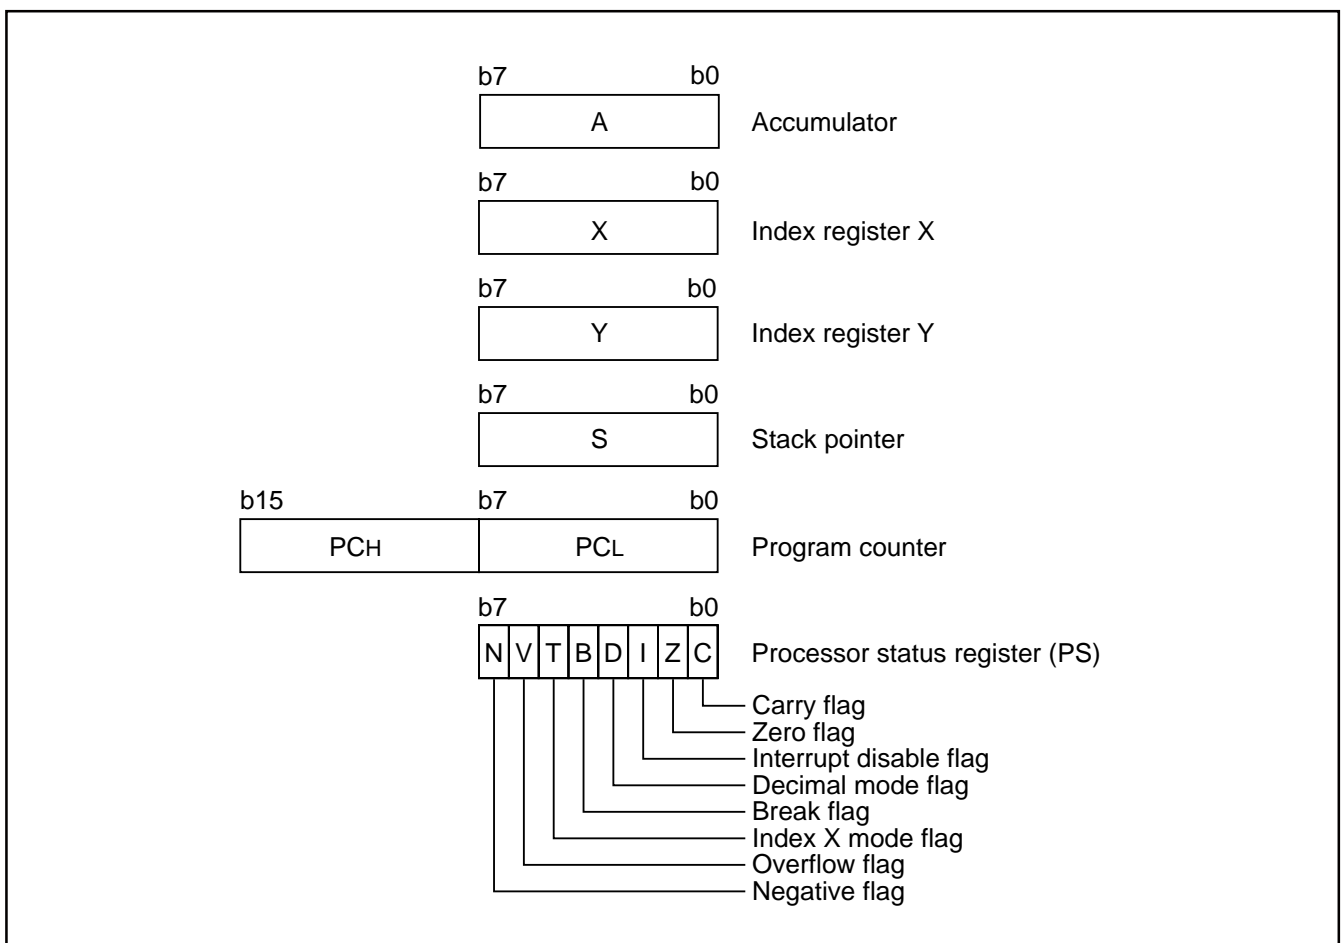 b7 b0
A Accumulator
b7 b0
X Index register X
b7 b0
Y Index register Y
b7 b0
S Stack pointer
b15 b7 b0
PCH PCL Program counter
b7 b0
N V T B D I Z C Processor status register (PS)
Carry flag
Zero flag
Interrupt disable flag
Decimal mode flag
Break flag
Index X mode flag
Overflow flag
Negative flag